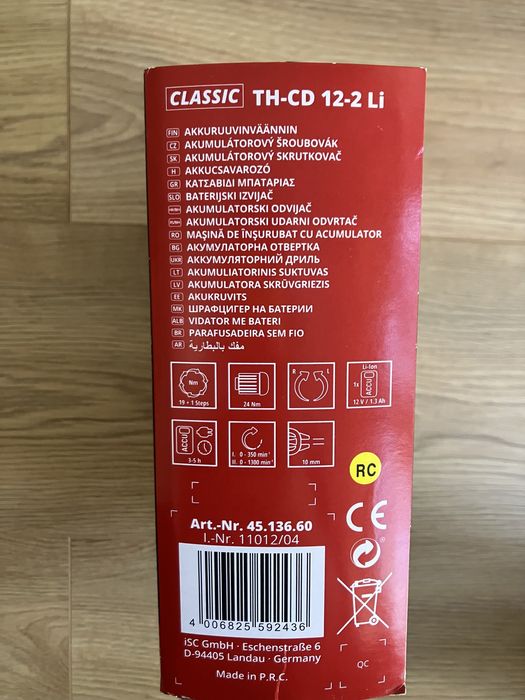 CLASSIC TH-CD 12-2 Li
FIN AKKURUUVINVÄÄNNIN
CZ AKUMULÁTOROVÝ ŠROUBOVÁK
SK AKUMULÁTOROVÝ SKRUTKOVAČ
H AKKUCSAVAROZÓ
GR ΚΑΤΣΑΒΙΔΙ ΜΠΑΤΑΡΙΑΣ
SLO BATERIJSKI IZVIJAČ
AKUMULATORSKI ODVIJAČ
AKUMULATORSKI UDARNI ODVRTAČ
RO MAȘINĂ DE ÎNȘURUBAT CU ACUMULATOR
BG АКУМУЛАТОРНА ОТВЕРТКА
UKR АККУМУЛЯТОРНИЙ ДРИЛЬ
LT AKUMULIATORINIS SUKTUVAS
LV AKUMULATORA SKRŪVGRIEZIS
EE AKUKRUVITS
MK ШРАФЦИГЕР НА БАТЕРИИ
ALB VIDATOR ME BATERI
BR PARAFUSADEIRA SEM FIO
AR مفك بالبطارية
Nm
19 + 1 Steps
24 Nm
R L
Li-Ion
1x ACCU
12 V / 1.3 Ah
ACCU
3-5 h
I. 0 - 350 min⁻¹
II. 0 - 1300 min⁻¹
10 mm
RC
Art.-Nr. 45.136.60
I.-Nr. 11012/04
CE
4 006825 592436
iSC GmbH · Eschenstraße 6
D-94405 Landau · Germany
Made in P.R.C.
QC